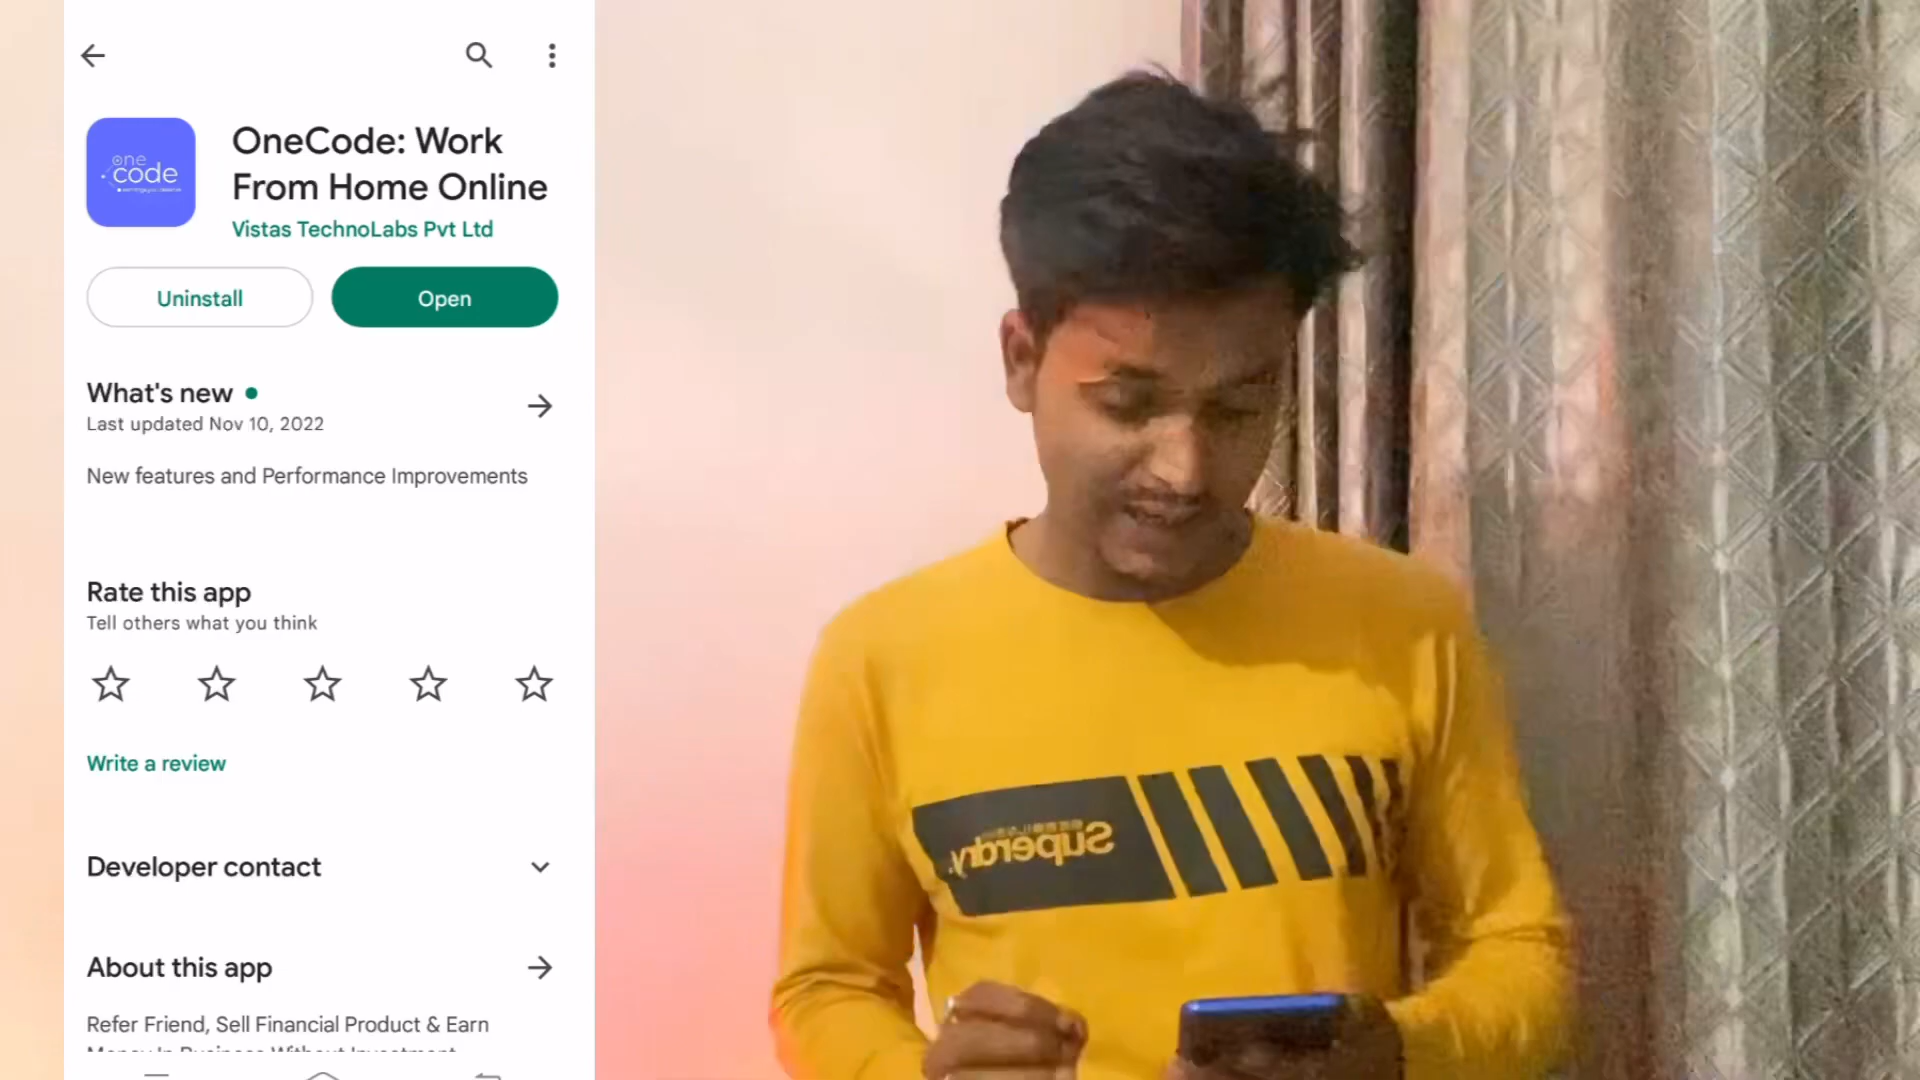 OneCode: Work
From Home Online
one
code
Vistas TechnoLabs Pvt Ltd
Uninstall
Open
What's new
Last updated Nov 10, 2022
New features and Performance Improvements
Rate this app
Tell others what you think
Write a review
Developer contact
About this app
Refer Friend, Sell Financial Product & Earn
Superdry.